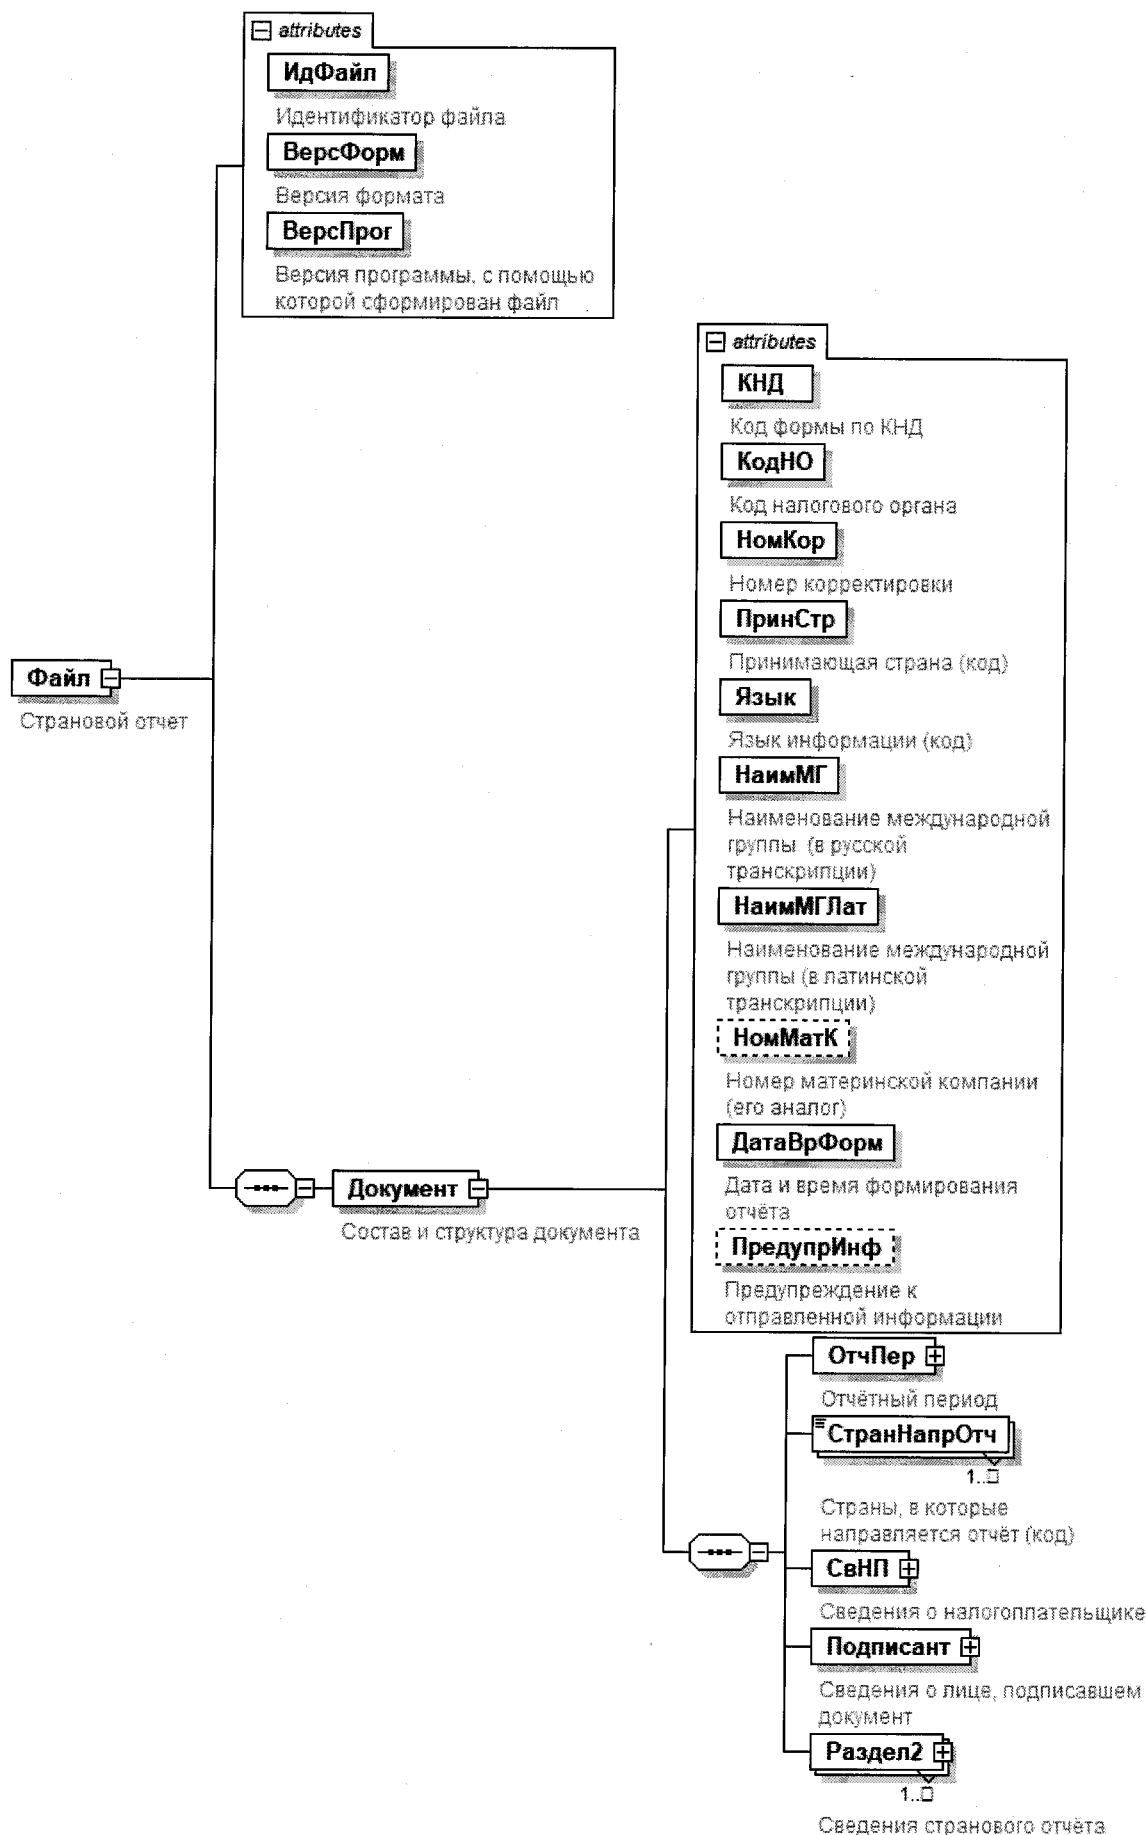 attributes
ИдФайл
Идентификатор файла
ВерсФорм
Версия формата
ВерсПрог
Версия программы, с помощью
которой сформирован файл
attributes
КНД
Код формы по КНД
КодНО
Код налогового органа
НомКор
Номер корректировки
ПринСтр
Принимающая страна (код)
Язык
Язык информации (код)
НаимМГ
Наименование международной
группы (в русской
транскрипции)
НаимМГЛат
Наименование международной
группы (в латинской
транскрипции)
НомМатК
Номер материнской компании
(его аналог)
ДатаВрФорм
Дата и время формирования
отчёта
ПредупрИнф
Предупреждение к
отправленной информации
Файл
Страновой отчет
Документ
Состав и структура документа
ОтчПер
Отчётный период
СтранНапрОтч
1..□
Страны, в которые
направляется отчёт (код)
СвНП
Сведения о налогоплательщике
Подписант
Сведения о лице, подписавшем
документ
Раздел2
1..□
Сведения странового отчёта